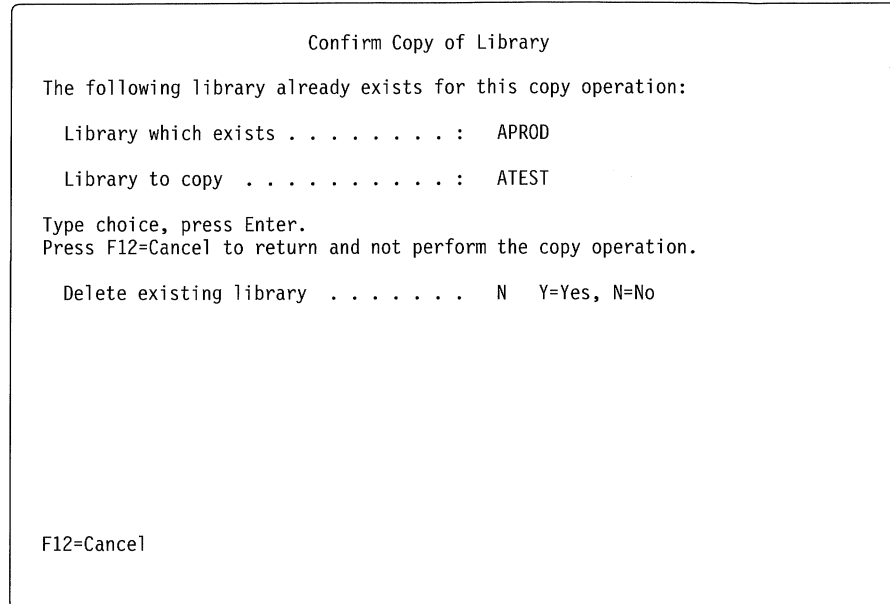 Confirm Copy of Library
The following library already exists for this copy operation:
Library which exists . . . . . . . . : APROD
Library to copy . . . . . . . . . . : ATEST
Type choice, press Enter.
Press F12=Cancel to return and not perform the copy operation.
Delete existing library . . . . . . . N Y=Yes, N=No
F12=Cancel